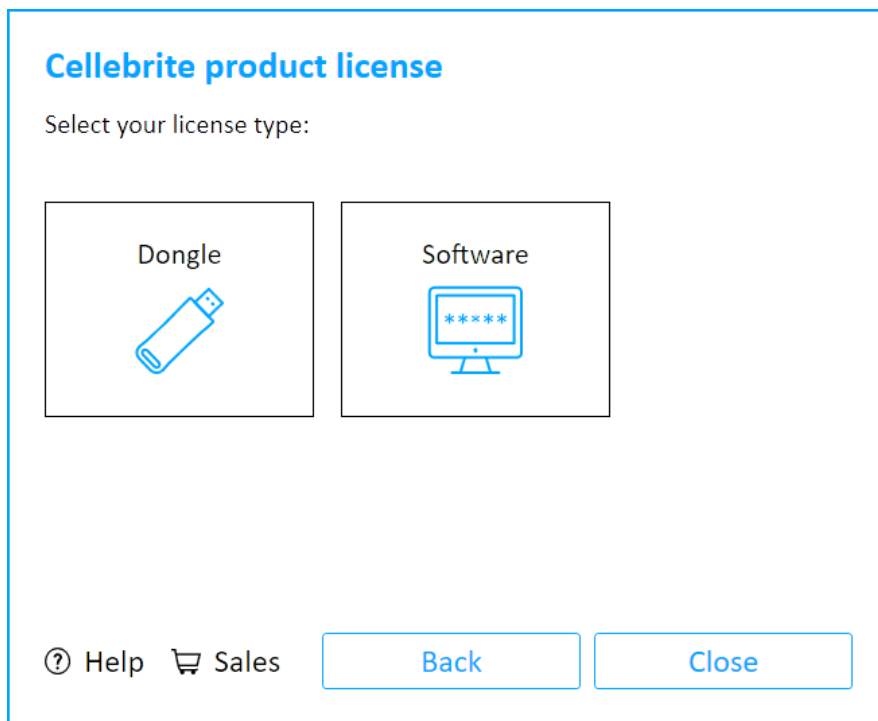 Cellebrite product license
Select your license type:
Dongle
Software
*****
Help
Sales
Back
Close